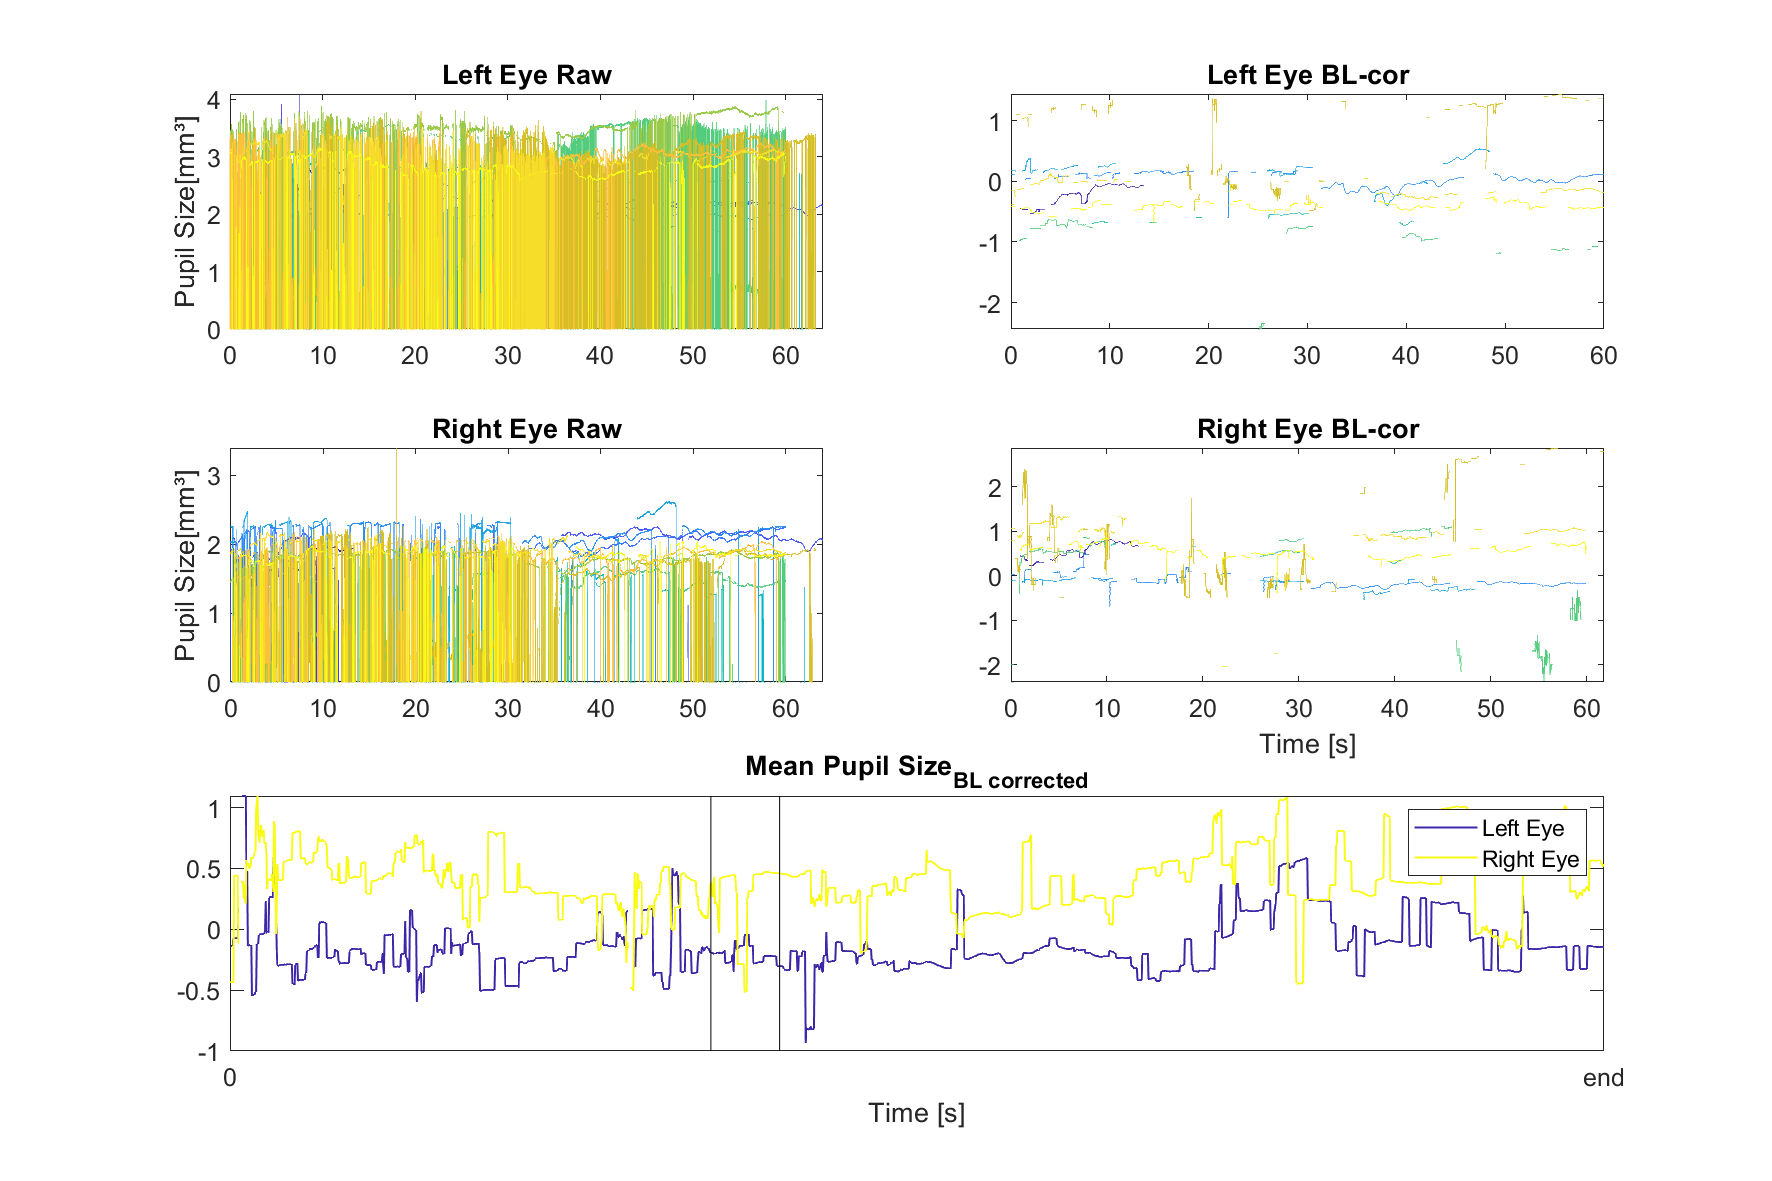 Left Eye Raw
Pupil Size[mm³]
4
3
2
1
0
0 10 20 30 40 50 60
Left Eye BL-cor
1
0
-1
-2
0 10 20 30 40 50 60
Right Eye Raw
Pupil Size[mm³]
3
2
1
0
0 10 20 30 40 50 60
Right Eye BL-cor
2
1
0
-1
-2
0 10 20 30 40 50 60
Time [s]
Mean Pupil Size BL corrected
1
0.5
0
-0.5
-1
Left Eye
Right Eye
0 end
Time [s]